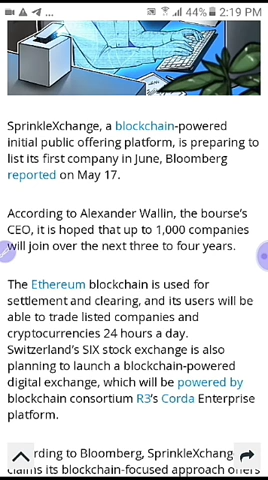 44% 2:19 PM
SprinkleXchange, a blockchain-powered
initial public offering platform, is preparing to
list its first company in June, Bloomberg
reported on May 17.
According to Alexander Wallin, the bourse's
CEO, it is hoped that up to 1,000 companies
will join over the next three to four years.
The Ethereum blockchain is used for
settlement and clearing, and its users will be
able to trade listed companies and
cryptocurrencies 24 hours a day.
Switzerland's SIX stock exchange is also
planning to launch a blockchain-powered
digital exchange, which will be powered by
blockchain consortium R3's Corda Enterprise
platform.
rding to Bloomberg, SprinkleXchang
claims its blockchain-focused approach offers